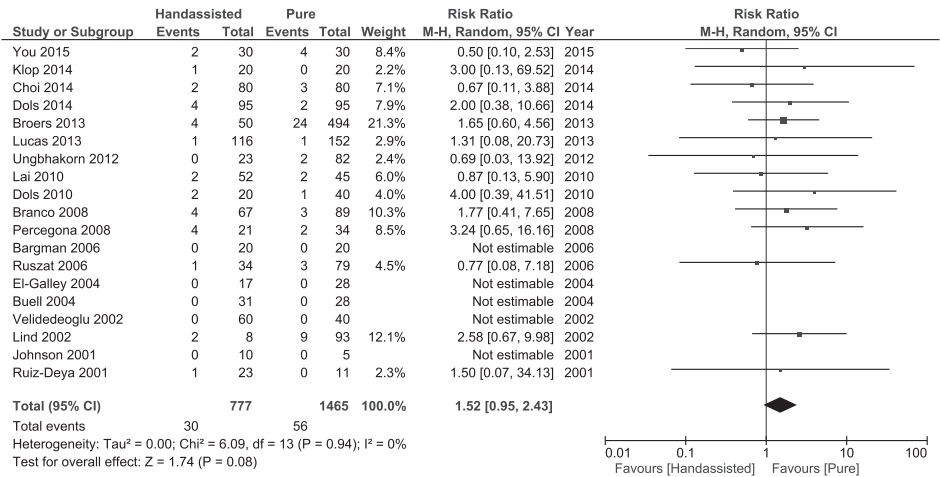 Handassisted Pure Risk Ratio Risk Ratio
Study or Subgroup Events Total Events Total Weight M-H, Random, 95% CI Year M-H, Random, 95% CI
You 2015 2 30 4 30 8.4% 0.50 [0.10, 2.53] 2015
Klop 2014 1 20 0 20 2.2% 3.00 [0.13, 69.52] 2014
Choi 2014 2 80 3 80 7.1% 0.67 [0.11, 3.88] 2014
Dols 2014 4 95 2 95 7.9% 2.00 [0.38, 10.66] 2014
Broers 2013 4 50 24 494 21.3% 1.65 [0.60, 4.56] 2013
Lucas 2013 1 116 1 152 2.9% 1.31 [0.08, 20.73] 2013
Ungbhakorn 2012 0 23 2 82 2.4% 0.69 [0.03, 13.92] 2012
Lai 2010 2 52 2 45 6.0% 0.87 [0.13, 5.90] 2010
Dols 2010 2 20 1 40 4.0% 4.00 [0.39, 41.51] 2010
Branco 2008 4 67 3 89 10.3% 1.77 [0.41, 7.65] 2008
Percegona 2008 4 21 2 34 8.5% 3.24 [0.65, 16.16] 2008
Bargman 2006 0 20 0 20 Not estimable 2006
Ruszat 2006 1 34 3 79 4.5% 0.77 [0.08, 7.18] 2006
El-Galley 2004 0 17 0 28 Not estimable 2004
Buell 2004 0 31 0 28 Not estimable 2004
Velidedeoglu 2002 0 60 0 40 Not estimable 2002
Lind 2002 2 8 9 93 12.1% 2.58 [0.67, 9.98] 2002
Johnson 2001 0 10 0 5 Not estimable 2001
Ruiz-Deya 2001 1 23 0 11 2.3% 1.50 [0.07, 34.13] 2001
Total (95% CI) 777 1465 100.0% 1.52 [0.95, 2.43]
Total events 30 56
Heterogeneity: Tau² = 0.00; Chi² = 6.09, df = 13 (P = 0.94); I² = 0%
Test for overall effect: Z = 1.74 (P = 0.08)
0.01 0.1 1 10 100
Favours [Handassisted] Favours [Pure]